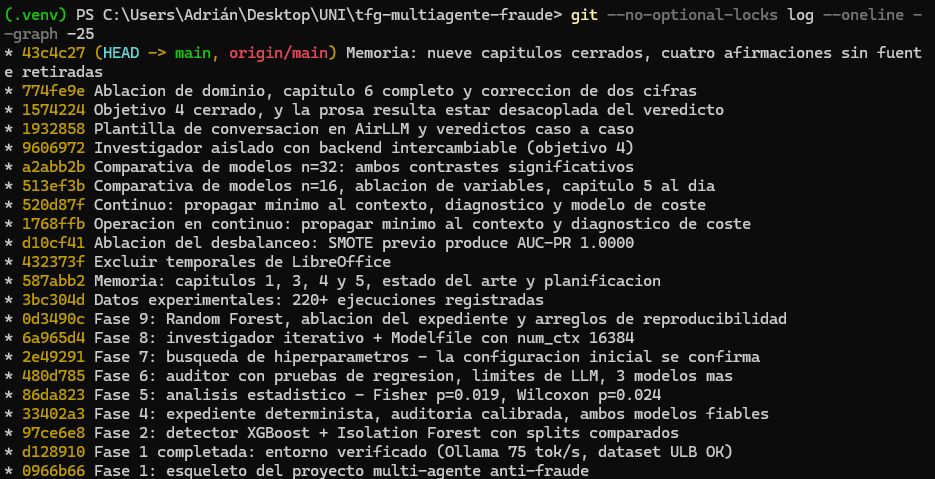 (.venv) PS C:\Users\Adrián\Desktop\UNI\tfg-multiagente-fraude> git --no-optional-locks log --oneline -
-graph -25
* 43c4c27 (HEAD -> main, origin/main) Memoria: nueve capitulos cerrados, cuatro afirmaciones sin fuent
e retiradas
* 774fe9e Ablacion de dominio, capitulo 6 completo y correccion de dos cifras
* 1574224 Objetivo 4 cerrado, y la prosa resulta estar desacoplada del veredicto
* 1932858 Plantilla de conversacion en AirLLM y veredictos caso a caso
* 9606972 Investigador aislado con backend intercambiable (objetivo 4)
* a2abb2b Comparativa de modelos n=32: ambos contrastes significativos
* 513ef3b Comparativa de modelos n=16, ablacion de variables, capitulo 5 al dia
* 520d87f Continuo: propagar minimo al contexto, diagnostico y modelo de coste
* 1768ffb Operacion en continuo: propagar minimo al contexto y diagnostico de coste
* d10cf41 Ablacion del desbalanceo: SMOTE previo produce AUC-PR 1.0000
* 432373f Excluir temporales de LibreOffice
* 587abb2 Memoria: capitulos 1, 3, 4 y 5, estado del arte y planificacion
* 3bc304d Datos experimentales: 220+ ejecuciones registradas
* 0d3490c Fase 9: Random Forest, ablacion del expediente y arreglos de reproducibilidad
* 6a965d4 Fase 8: investigador iterativo + Modelfile con num_ctx 16384
* 2e49291 Fase 7: busqueda de hiperparametros - la configuracion inicial se confirma
* 480d785 Fase 6: auditor con pruebas de regresion, limites de LLM, 3 modelos mas
* 86da823 Fase 5: analisis estadistico - Fisher p=0.019, Wilcoxon p=0.024
* 33402a3 Fase 4: expediente determinista, auditoria calibrada, ambos modelos fiables
* 97ce6e8 Fase 2: detector XGBoost + Isolation Forest con splits comparados
* d128910 Fase 1 completada: entorno verificado (Ollama 75 tok/s, dataset ULB OK)
* 0966b66 Fase 1: esqueleto del proyecto multi-agente anti-fraude